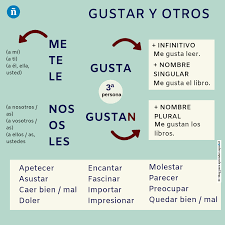 ñ
GUSTAR Y OTROS
(a mí)
(a ti)
(a él, ella,
usted)
ME
TE
LE
GUSTA
+ INFINITIVO
Me gusta leer.
+ NOMBRE
SINGULAR
Me gusta el libro.
3ª
persona
(a nosotros /
as)
(a vosotros /
as)
(a ellos / as,
ustedes)
NOS
OS
LES
GUSTAN
+ NOMBRE
PLURAL
Me gustan los
libros.
Apetecer
Asustar
Caer bien / mal
Doler
Encantar
Fascinar
Importar
Impresionar
Molestar
Parecer
Preocupar
Quedar bien / mal